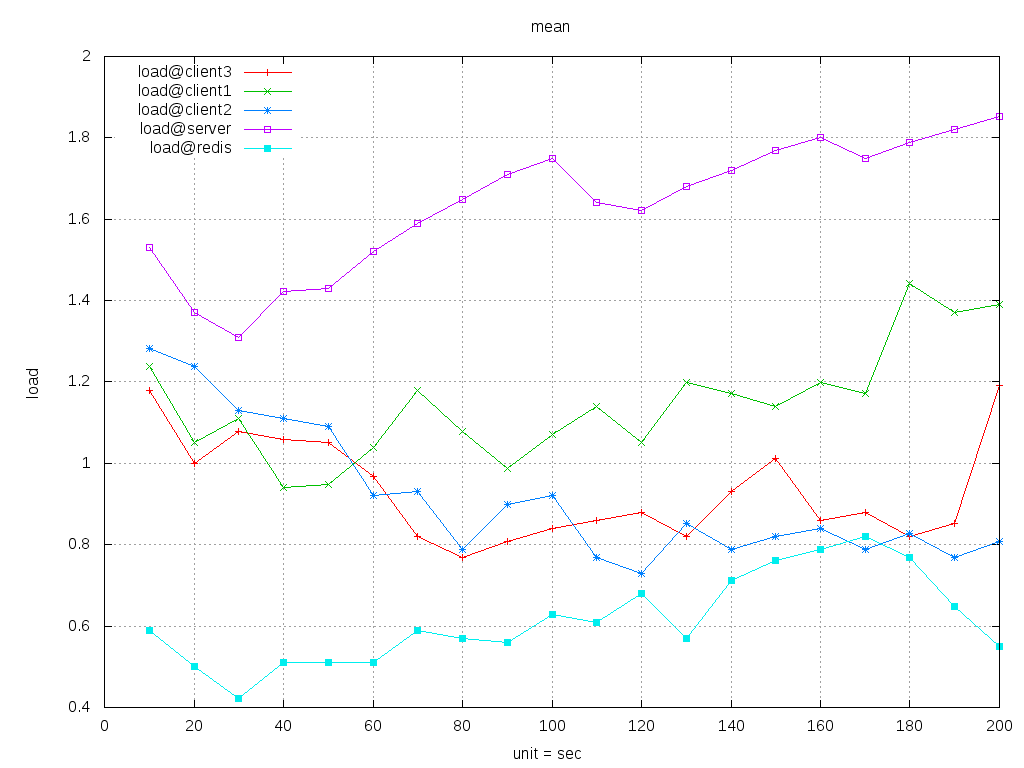 mean
load@client3
load@client1
load@client2
load@server
load@redis
2
1.8
1.6
1.4
1.2
1
0.8
0.6
0.4
load
0 20 40 60 80 100 120 140 160 180 200
unit = sec